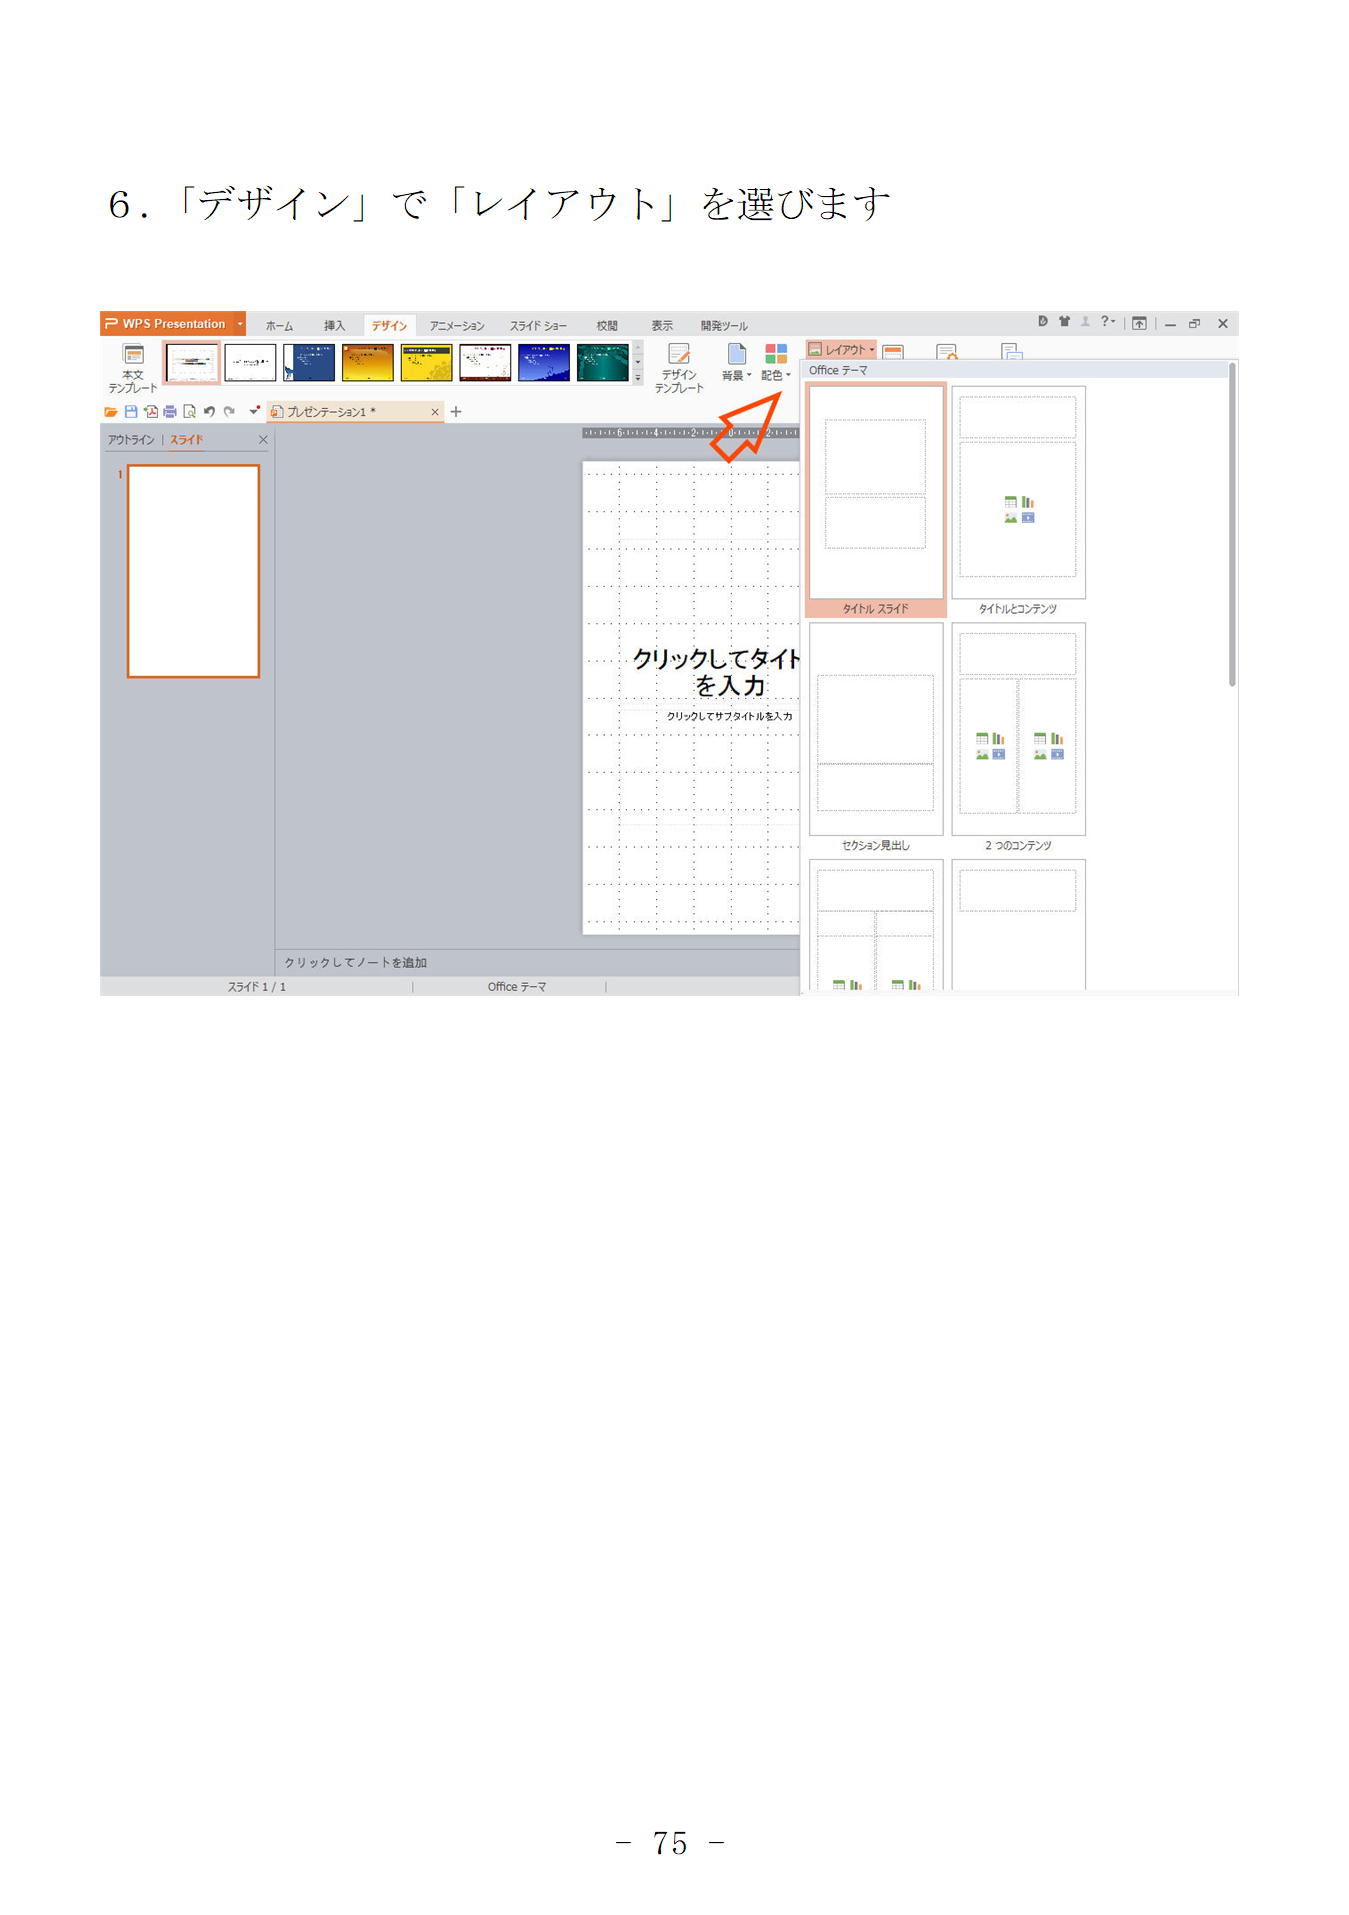 ６．「デザイン」で「レイアウト」を選びます
WPS Presentation
ホーム 挿入 デザイン アニメーション スライド ショー 校閲 表示 開発ツール
レイアウト
本文
テンプレート
デザイン
テンプレート
背景
配色
Office テーマ
プレゼンテーション1 *
アウトライン スライド
1
クリックしてタイト
を入力
クリックしてサブタイトルを入力
タイトル スライド
タイトルとコンテンツ
セクション見出し
2 つのコンテンツ
クリックしてノートを追加
スライド 1 / 1
Office テーマ
- 75 -